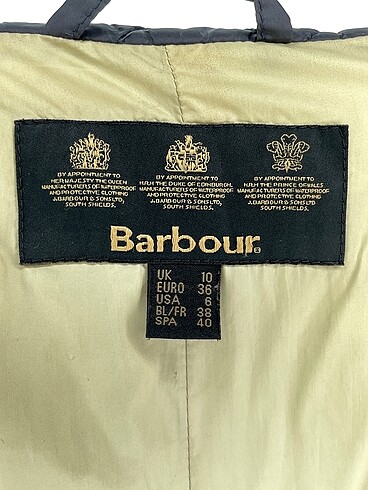 BY APPOINTMENT TO
HER MAJESTY THE QUEEN
MANUFACTURERS OF WATERPROOF
AND PROTECTIVE CLOTHING
J.BARBOUR & SONS LTD,
SOUTH SHIELDS.
BY APPOINTMENT TO
H.R.H THE DUKE OF EDINBURGH,
MANUFACTURERS OF WATERPROOF
AND PROTECTIVE CLOTHING
J.BARBOUR & SONS LTD,
SOUTH SHIELDS.
BY APPOINTMENT TO
H.R.H THE PRINCE OF WALES
MANUFACTURERS OF WATERPROOF
AND PROTECTIVE CLOTHING
J.BARBOUR & SONS LTD,
SOUTH SHIELDS.
Barbour®
UK 10
EURO 36
USA 6
BL/FR 38
SPA 40